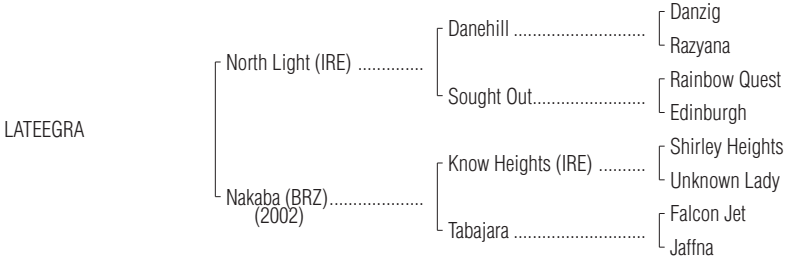 LATEEGRA
North Light (IRE) ..............
Nakaba (BRZ)....................
(2002)
Danehill ............................
Sought Out........................
Know Heights (IRE) ..........
Tabajara ............................
Danzig
Razyana
Rainbow Quest
Edinburgh
Shirley Heights
Unknown Lady
Falcon Jet
Jaffna